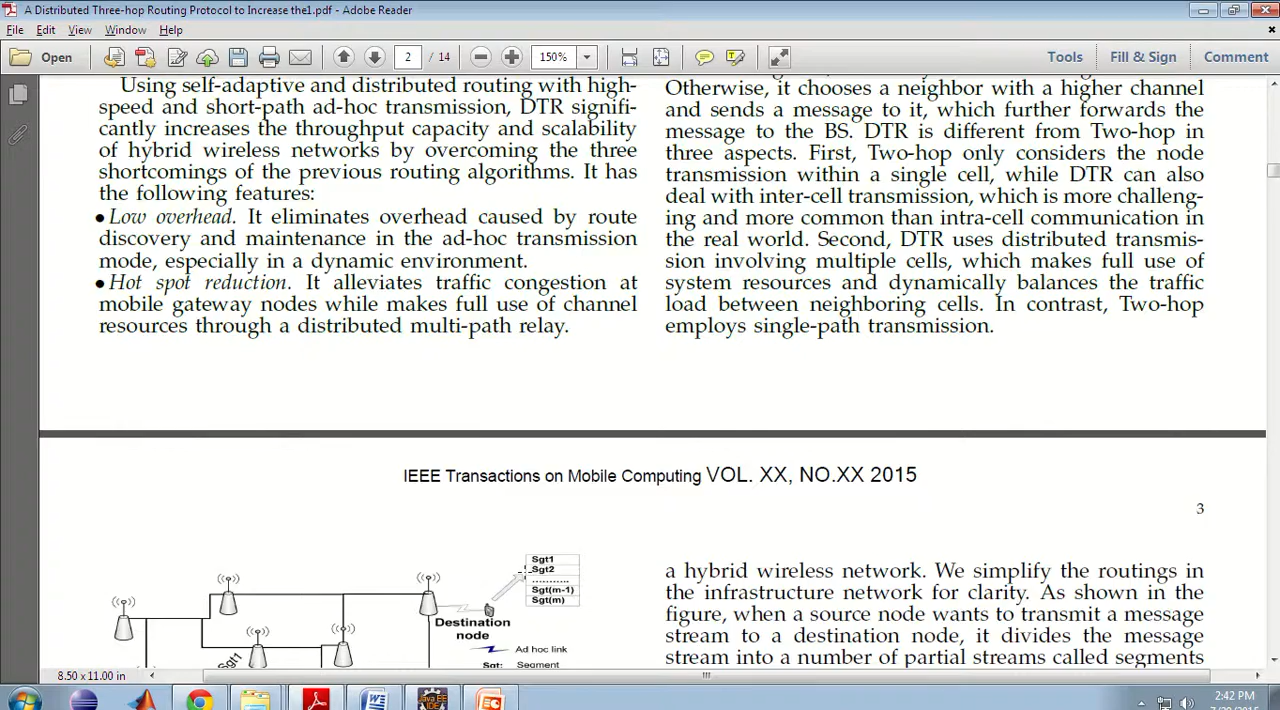 A Distributed Three-hop Routing Protocol to Increase the1.pdf - Adobe Reader
File Edit View Window Help
Open 2 / 14 150% Tools Fill & Sign Comment
Using self-adaptive and distributed routing with high-
speed and short-path ad-hoc transmission, DTR signifi-
cantly increases the throughput capacity and scalability
of hybrid wireless networks by overcoming the three
shortcomings of the previous routing algorithms. It has
the following features:
• Low overhead. It eliminates overhead caused by route
discovery and maintenance in the ad-hoc transmission
mode, especially in a dynamic environment.
• Hot spot reduction. It alleviates traffic congestion at
mobile gateway nodes while makes full use of channel
resources through a distributed multi-path relay.
Otherwise, it chooses a neighbor with a higher channel
and sends a message to it, which further forwards the
message to the BS. DTR is different from Two-hop in
three aspects. First, Two-hop only considers the node
transmission within a single cell, while DTR can also
deal with inter-cell transmission, which is more challeng-
ing and more common than intra-cell communication in
the real world. Second, DTR uses distributed transmis-
sion involving multiple cells, which makes full use of
system resources and dynamically balances the traffic
load between neighboring cells. In contrast, Two-hop
employs single-path transmission.
IEEE Transactions on Mobile Computing VOL. XX, NO.XX 2015
3
Sgt1
Sgt2
...........
Sgt(m-1)
Sgt(m)
Destination
node
Sgt1
Ad hoc link
Sgt: Segment
a hybrid wireless network. We simplify the routings in
the infrastructure network for clarity. As shown in the
figure, when a source node wants to transmit a message
stream to a destination node, it divides the message
stream into a number of partial streams called segments
8.50 x 11.00 in
Java EE
IDE
2:42 PM